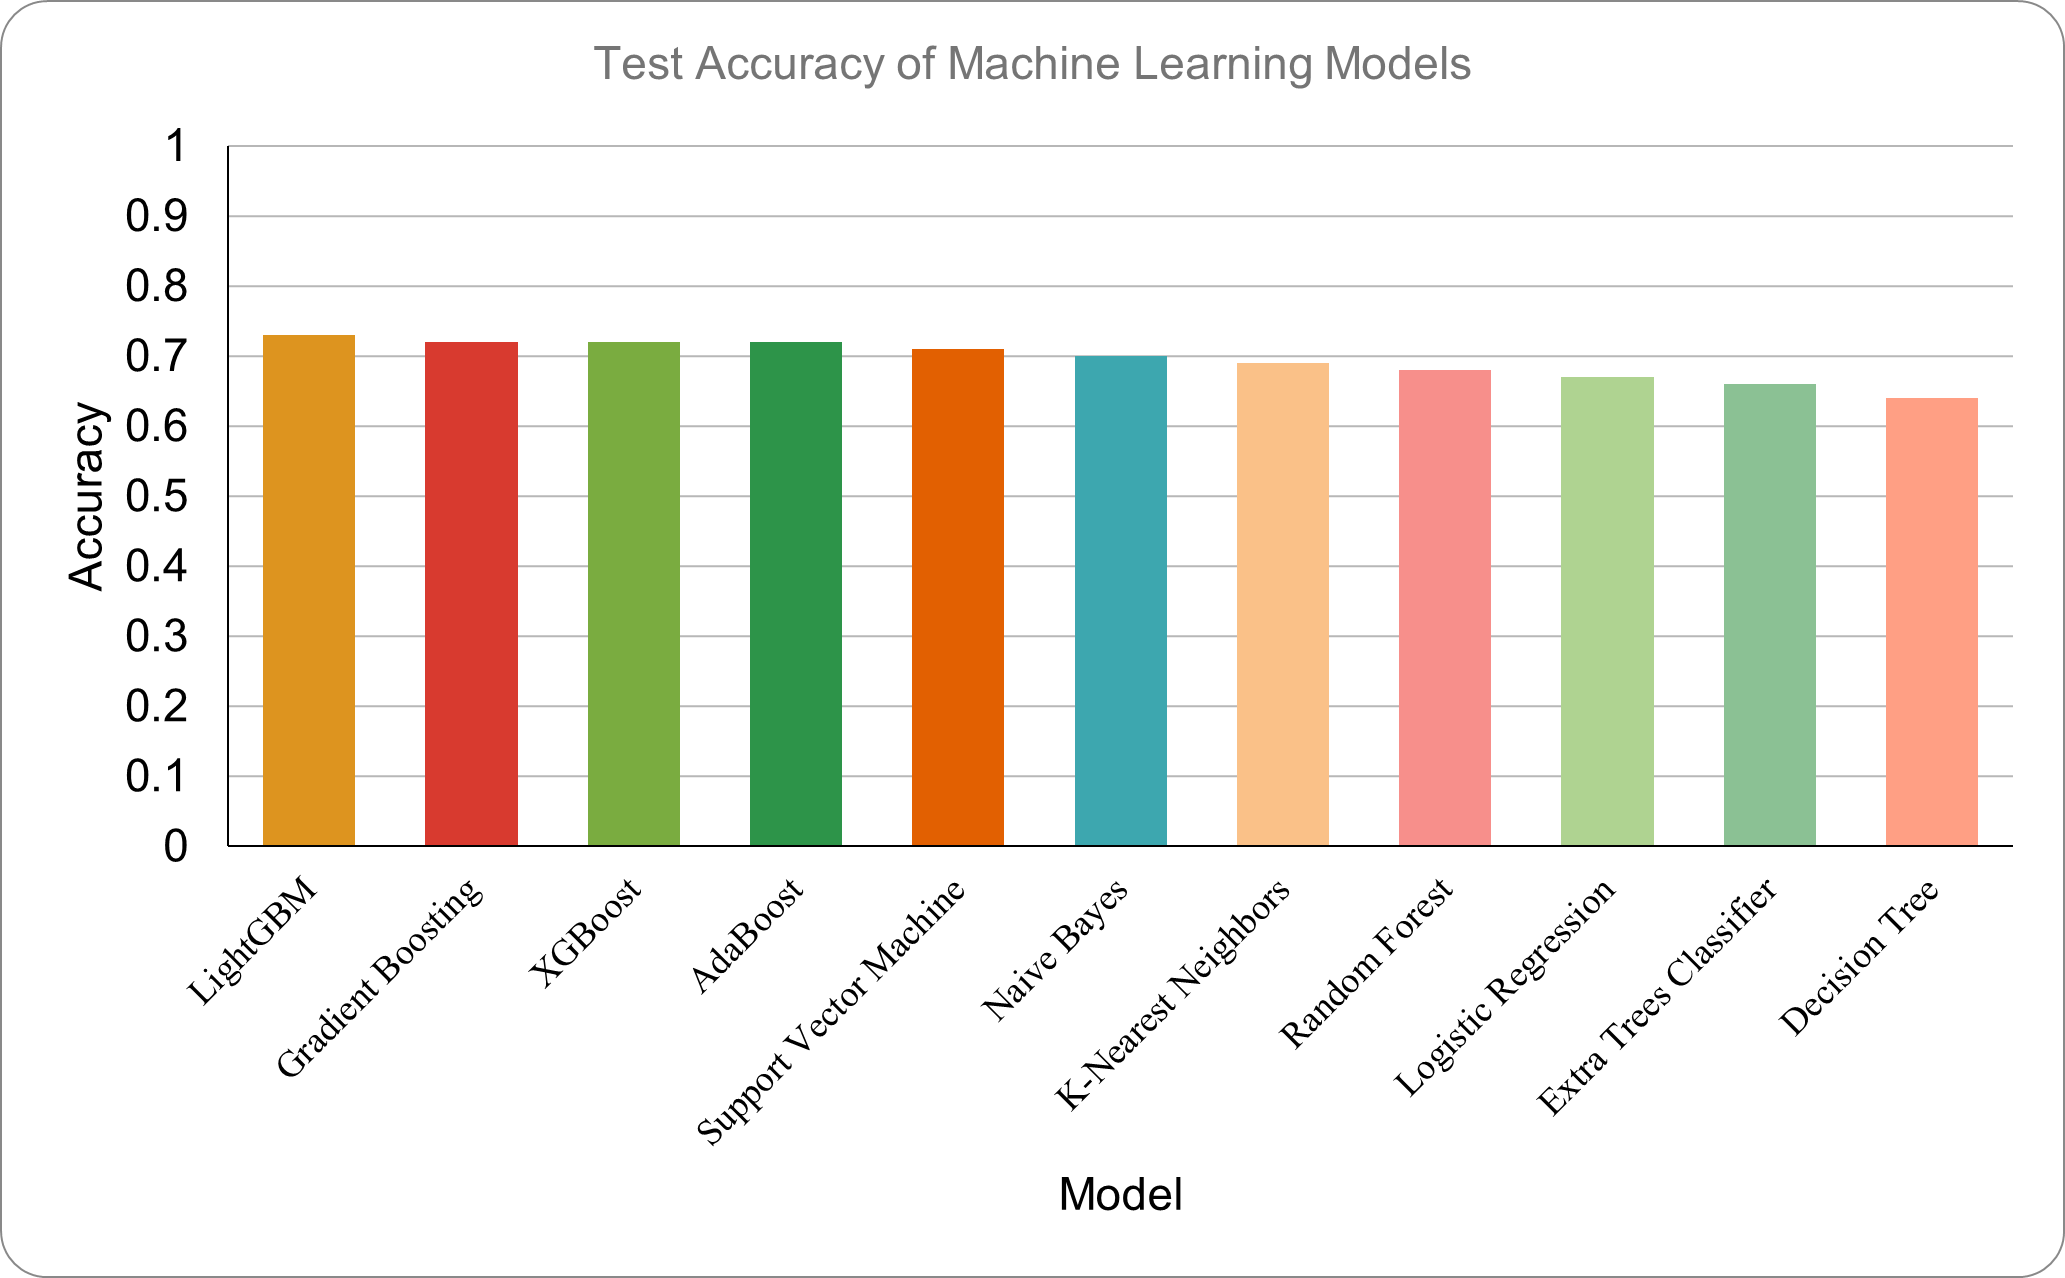 Test Accuracy of Machine Learning Models
1
0.9
0.8
0.7
0.6
0.5
0.4
0.3
0.2
0.1
0
Accuracy
LightGBM
Gradient Boosting
XGBoost
AdaBoost
Support Vector Machine
Naive Bayes
K-Nearest Neighbors
Random Forest
Logistic Regression
Extra Trees Classifier
Decision Tree
Model